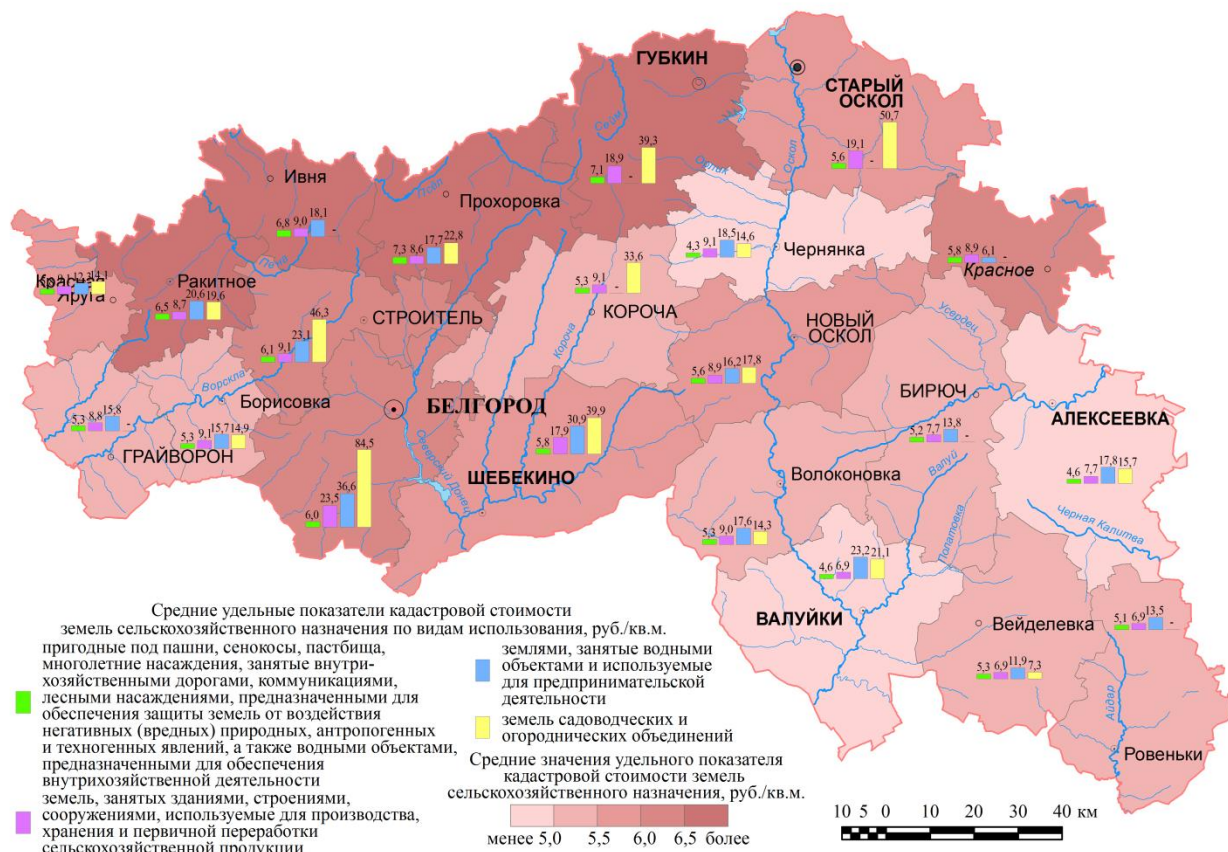 ГУБКИН
СТАРЫЙ
ОСКОЛ
50,7
19,1
5,6
-
Сейм
39,3
18,9
7,1
-
Орлик
Оскол
Ивня
18,1
9,0
6,8
-
Псёл
Прохоровка
22,8
17,7
8,6
7,3
18,5
14,6
9,1
4,3
Чернянка
5,8
8,9
6,1
-
Красное
Пена
Красная
Яруга
12,3
14,1
Ракитное
20,6
19,6
8,7
6,5
СТРОИТЕЛЬ
46,3
23,1
9,1
6,1
33,6
9,1
5,3
-
КОРОЧА
Короча
НОВЫЙ
ОСКОЛ
Усердец
16,2
17,8
8,9
5,6
БИРЮЧ
АЛЕКСЕЕВКА
Ворскла
Борисовка
БЕЛГОРОД
15,8
8,8
5,3
-
15,7
14,9
9,1
5,3
ГРАЙВОРОН
39,9
30,9
17,9
5,8
Северский Донец
ШЕБЕКИНО
13,8
7,7
5,2
-
Валуй
17,8
15,7
7,7
4,6
84,5
36,6
23,5
6,0
Волоконовка
17,6
14,3
9,0
5,3
Черная Калитва
23,2
21,1
6,9
4,6
ВАЛУЙКИ
Вейделевка
11,9
7,3
6,9
5,3
13,5
6,9
5,1
-
Айдар
Ровеньки
Средние удельные показатели кадастровой стоимости
земель сельскохозяйственного назначения по видам использования, руб./кв.м.
пригодные под пашни, сенокосы, пастбища,
многолетние насаждения, занятые внутри-
хозяйственными дорогами, коммуникациями,
лесными насаждениями, предназначенными для
обеспечения защиты земель от воздействия
негативных (вредных) природных, антропогенных
и техногенных явлений, а также водными объектами,
предназначенными для обеспечения
внутрихозяйственной деятельности
земель, занятых зданиями, строениями,
сооружениями, используемые для производства,
хранения и первичной переработки
сельскохозяйственной продукции
землями, занятые водными
объектами и используемые
для предпринимательской
деятельности
земель садоводческих и
огороднических объединений
Средние значения удельного показателя
кадастровой стоимости земель
сельскохозяйственного назначения, руб./кв.м.
менее 5,0 5,5 6,0 6,5 более
10 5 0 10 20 30 40 км